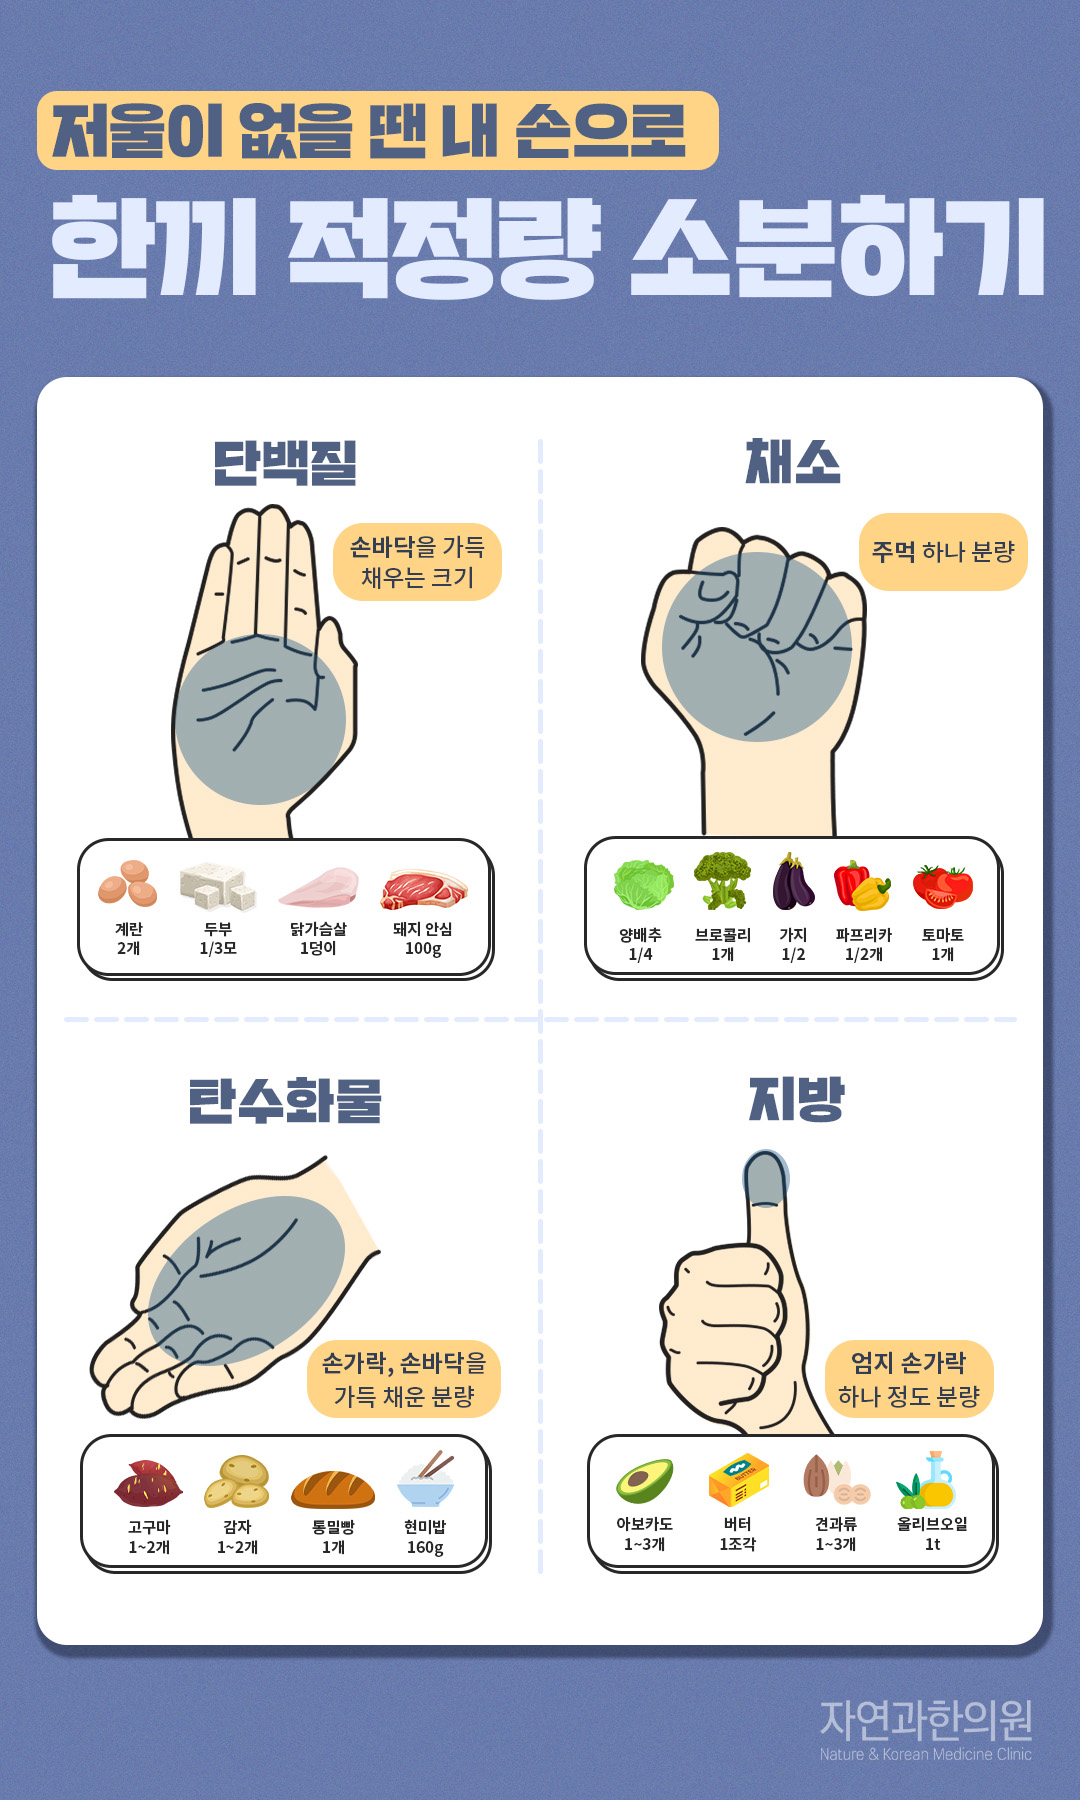 저울이 없을 땐 내 손으로
한끼 적정량 소분하기
단백질
손바닥을 가득
채우는 크기
계란
2개
두부
1/3모
닭가슴살
1덩이
돼지 안심
100g
채소
주먹 하나 분량
양배추
1/4
브로콜리
1개
가지
1/2
파프리카
1/2개
토마토
1개
탄수화물
손가락, 손바닥을
가득 채운 분량
고구마
1~2개
감자
1~2개
통밀빵
1개
현미밥
160g
지방
엄지 손가락
하나 정도 분량
아보카도
1~3개
BUTTER
버터
1조각
견과류
1~3개
올리브오일
1t
자연과한의원
Nature & Korean Medicine Clinic